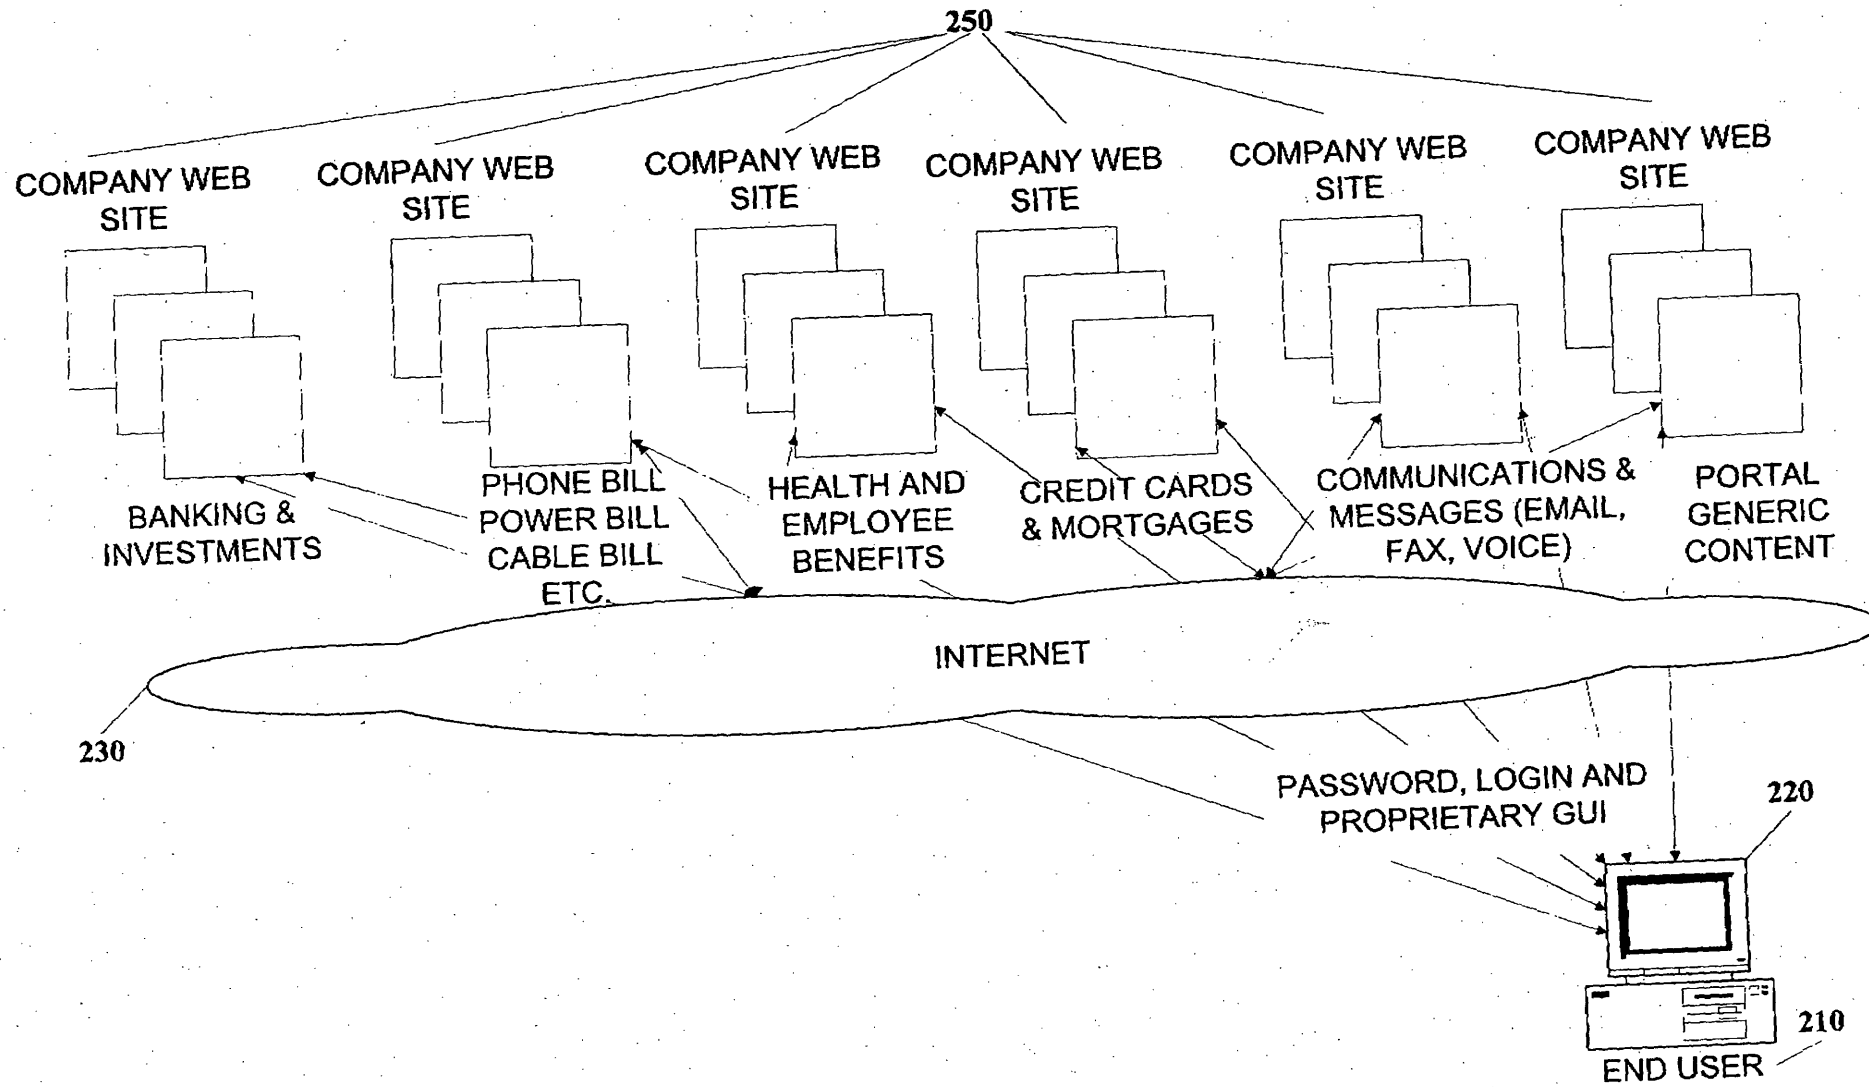 250
COMPANY WEB
SITE
COMPANY WEB
SITE
COMPANY WEB
SITE
COMPANY WEB
SITE
COMPANY WEB
SITE
COMPANY WEB
SITE
BANKING &
INVESTMENTS
PHONE BILL
POWER BILL
CABLE BILL
ETC.
HEALTH AND
EMPLOYEE
BENEFITS
CREDIT CARDS
& MORTGAGES
COMMUNICATIONS &
MESSAGES (EMAIL,
FAX, VOICE)
PORTAL
GENERIC
CONTENT
INTERNET
230
PASSWORD, LOGIN AND
PROPRIETARY GUI
220
210
END USER